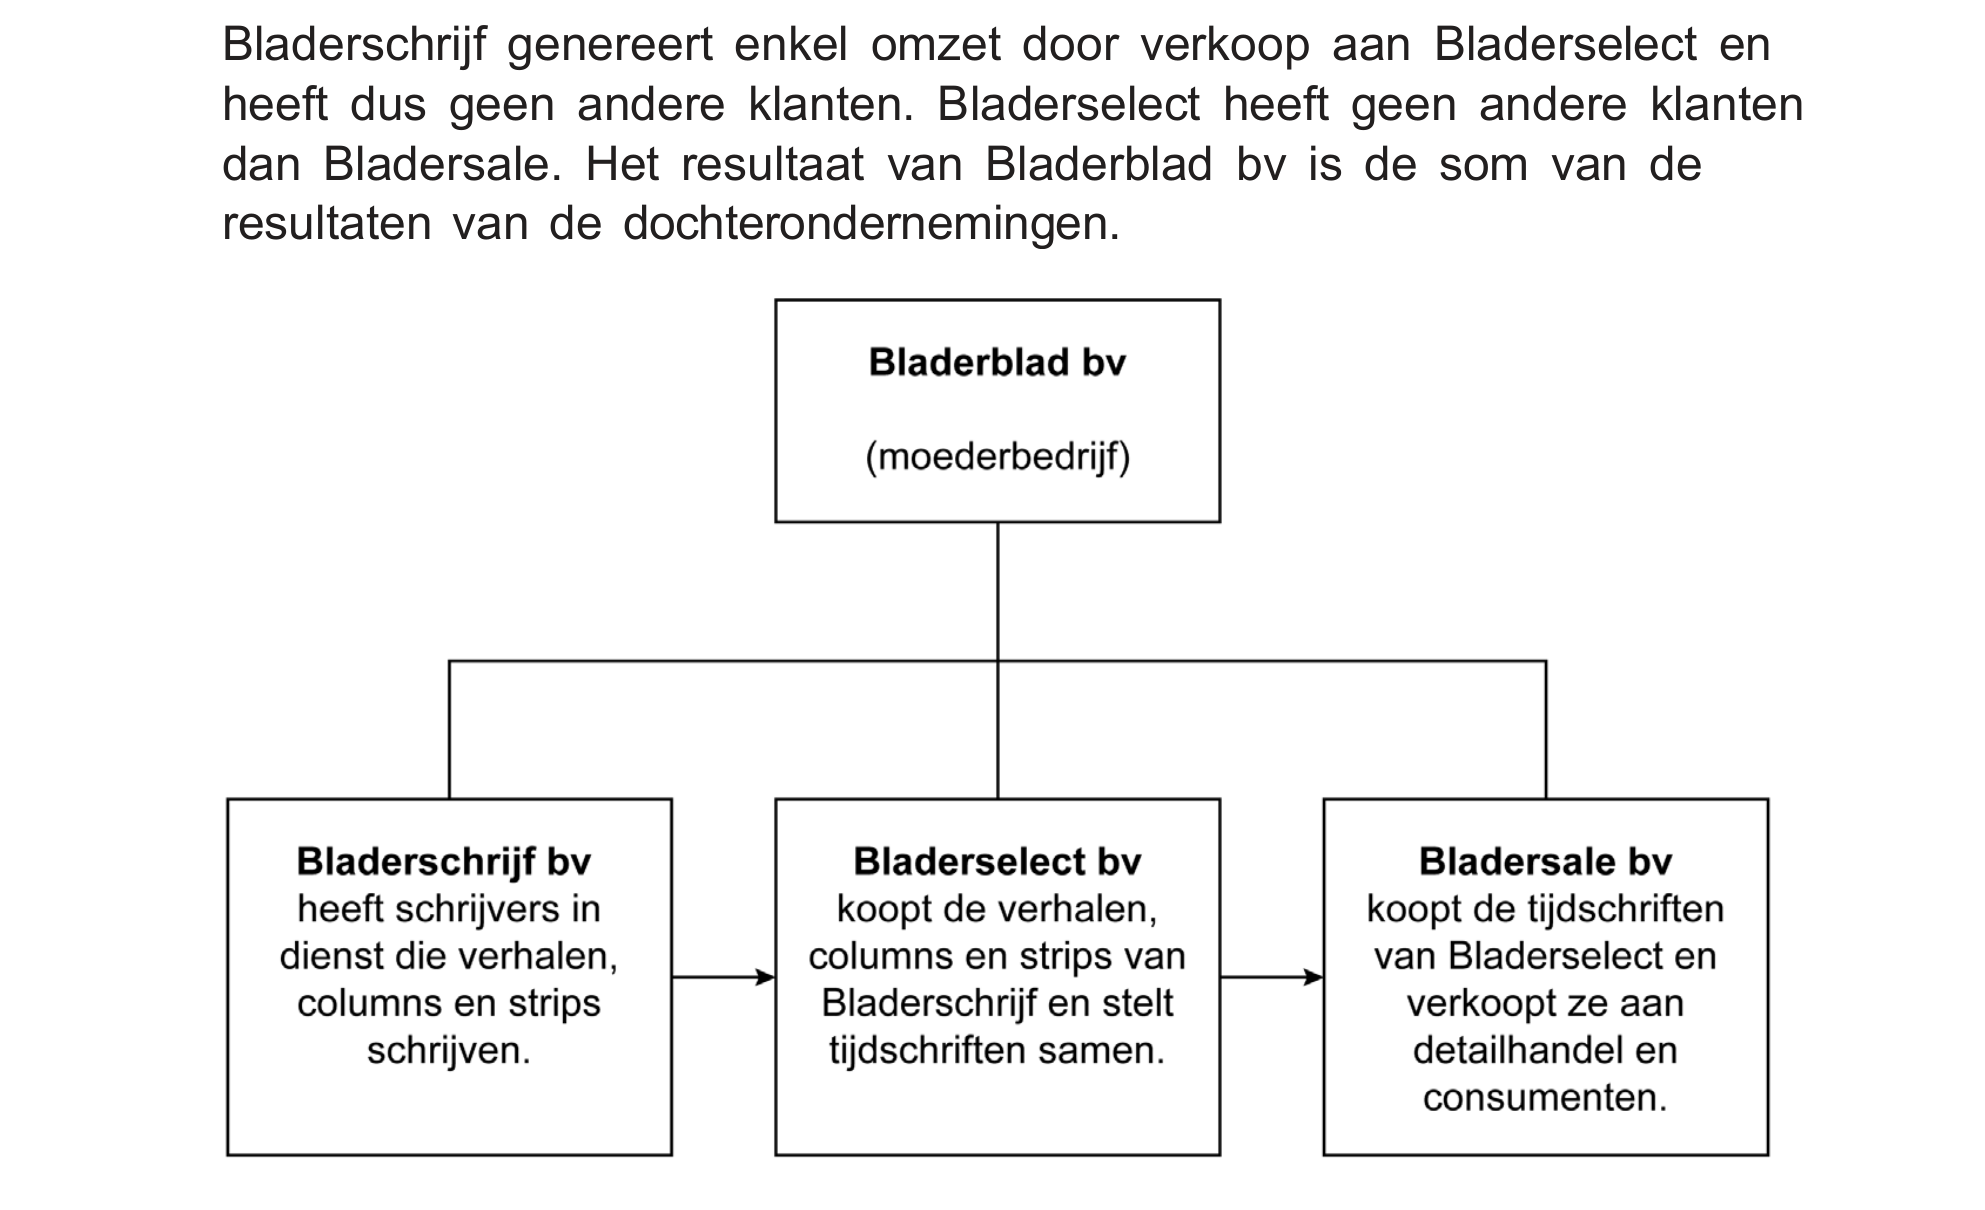 Bladerschrijf genereert enkel omzet door verkoop aan Bladerselect en
heeft dus geen andere klanten. Bladerselect heeft geen andere klanten
dan Bladersale. Het resultaat van Bladerblad bv is de som van de
resultaten van de dochterondernemingen.
Bladerblad bv
(moederbedrijf)
Bladerschrijf bv
heeft schrijvers in
dienst die verhalen,
columns en strips
schrijven.
Bladerselect bv
koopt de verhalen,
columns en strips van
Bladerschrijf en stelt
tijdschriften samen.
Bladersale bv
koopt de tijdschriften
van Bladerselect en
verkoopt ze aan
detailhandel en
consumenten.